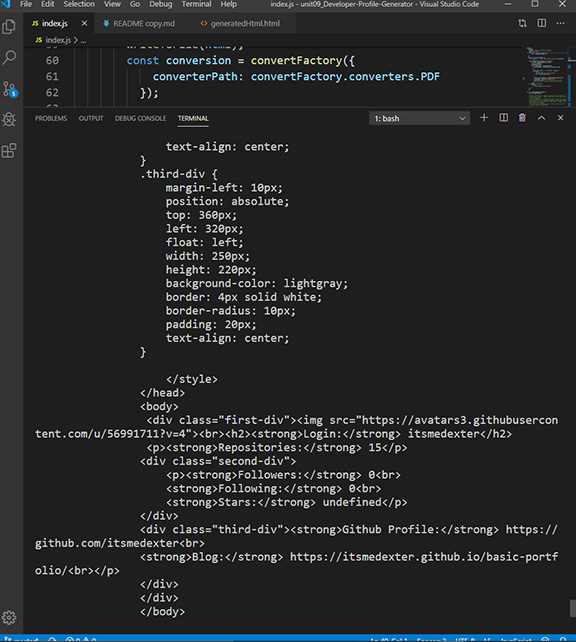 File Edit Selection View Go Debug Terminal Help index.js - unit09_Developer-Profile-Generator - Visual Studio Code
JS index.js × README copy.md <> generatedHtml.html
JS index.js > ...
60 const conversion = convertFactory({
61 converterPath: convertFactory.converters.PDF
62 });
PROBLEMS OUTPUT DEBUG CONSOLE TERMINAL 1: bash
text-align: center;
}
.third-div {
margin-left: 10px;
position: absolute;
top: 360px;
left: 320px;
float: left;
width: 250px;
height: 220px;
background-color: lightgray;
border: 4px solid white;
border-radius: 10px;
padding: 20px;
text-align: center;
}
</style>
</head>
<body>
<div class="first-div"><img src="https://avatars3.githubusercon
tent.com/u/56991711?v=4"><br><h2><strong>Login:</strong> itsmedexter</h2>
<p><strong>Repositories:</strong> 15</p>
<div class="second-div">
<p><strong>Followers:</strong> 0<br>
<strong>Following:</strong> 0<br>
<strong>Stars:</strong> undefined</p>
</div>
<div class="third-div"><strong>Github Profile:</strong> https://
github.com/itsmedexter<br>
<strong>Blog:</strong> https://itsmedexter.github.io/basic-portf
olio/<br></p>
</div>
</div>
</body>